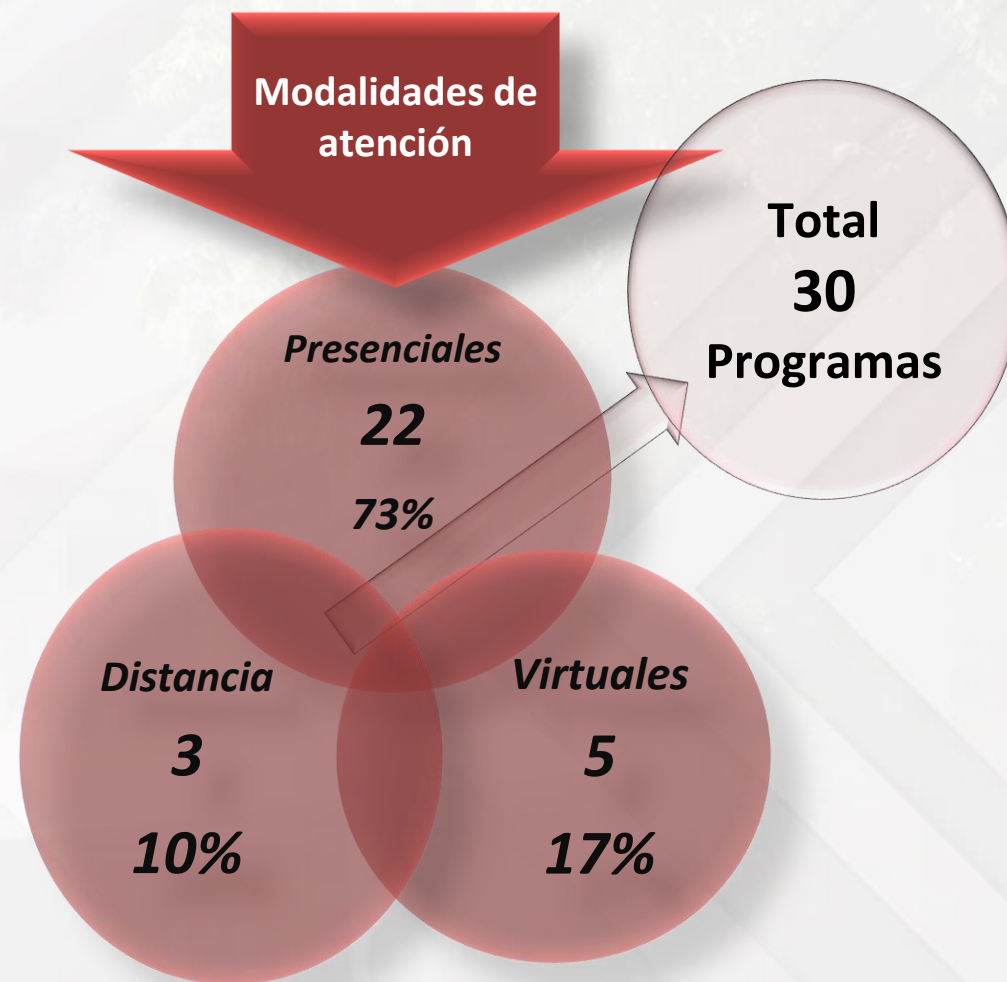 Modalidades de
atención
Total
30
Programas
Presenciales
22
73%
Distancia
3
10%
Virtuales
5
17%